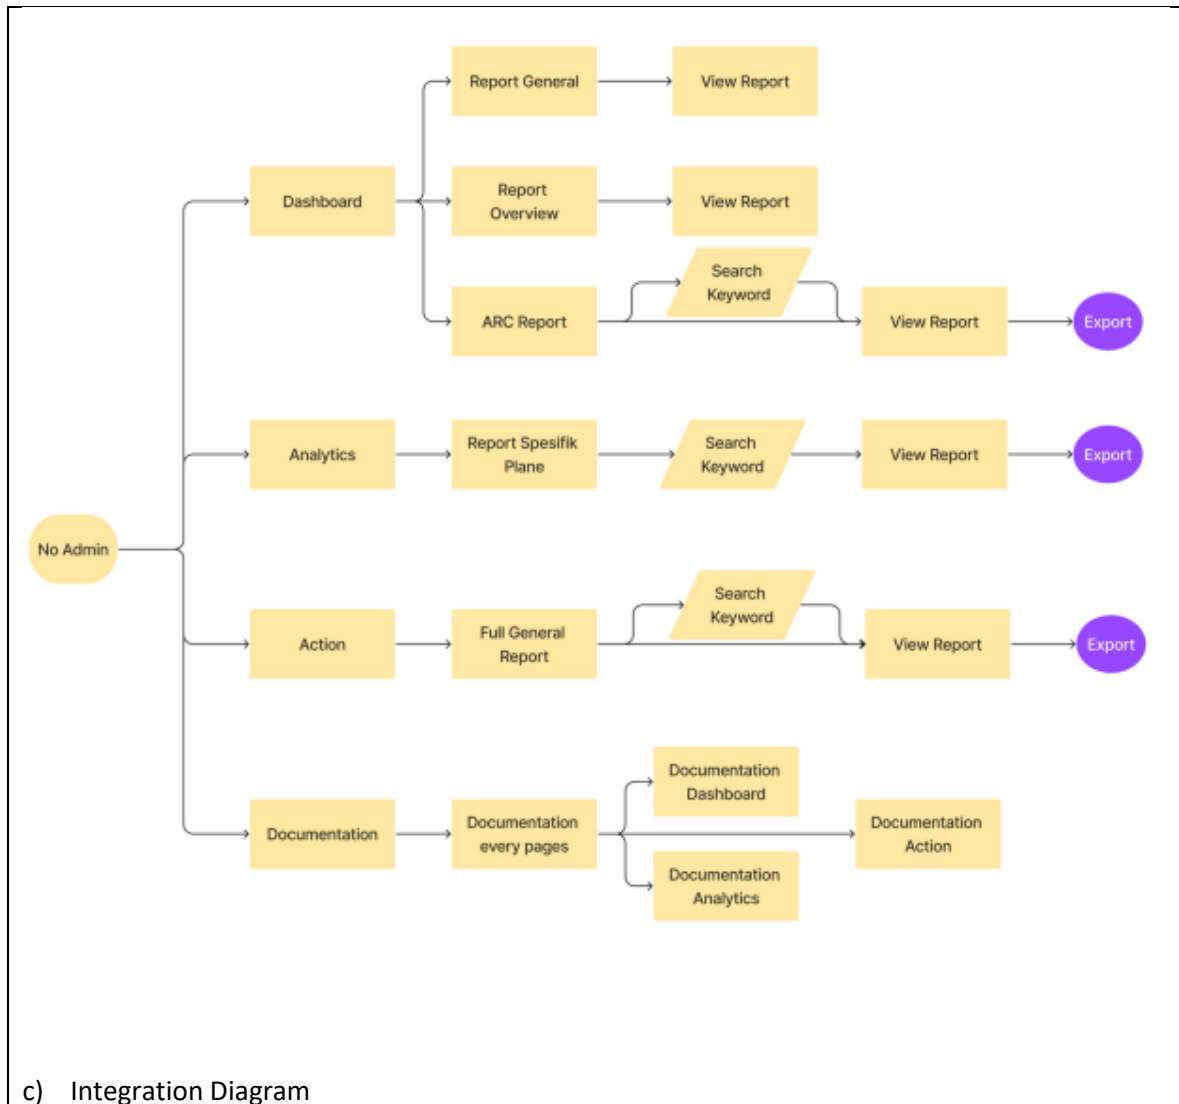 Report General
View Report
Dashboard
Report
Overview
View Report
Search
Keyword
ARC Report
View Report
Export
Analytics
Report Spesifik
Plane
Search
Keyword
View Report
Export
No Admin
Search
Keyword
Action
Full General
Report
View Report
Export
Documentation
Dashboard
Documentation
Documentation
every pages
Documentation
Action
Documentation
Analytics
c) Integration Diagram